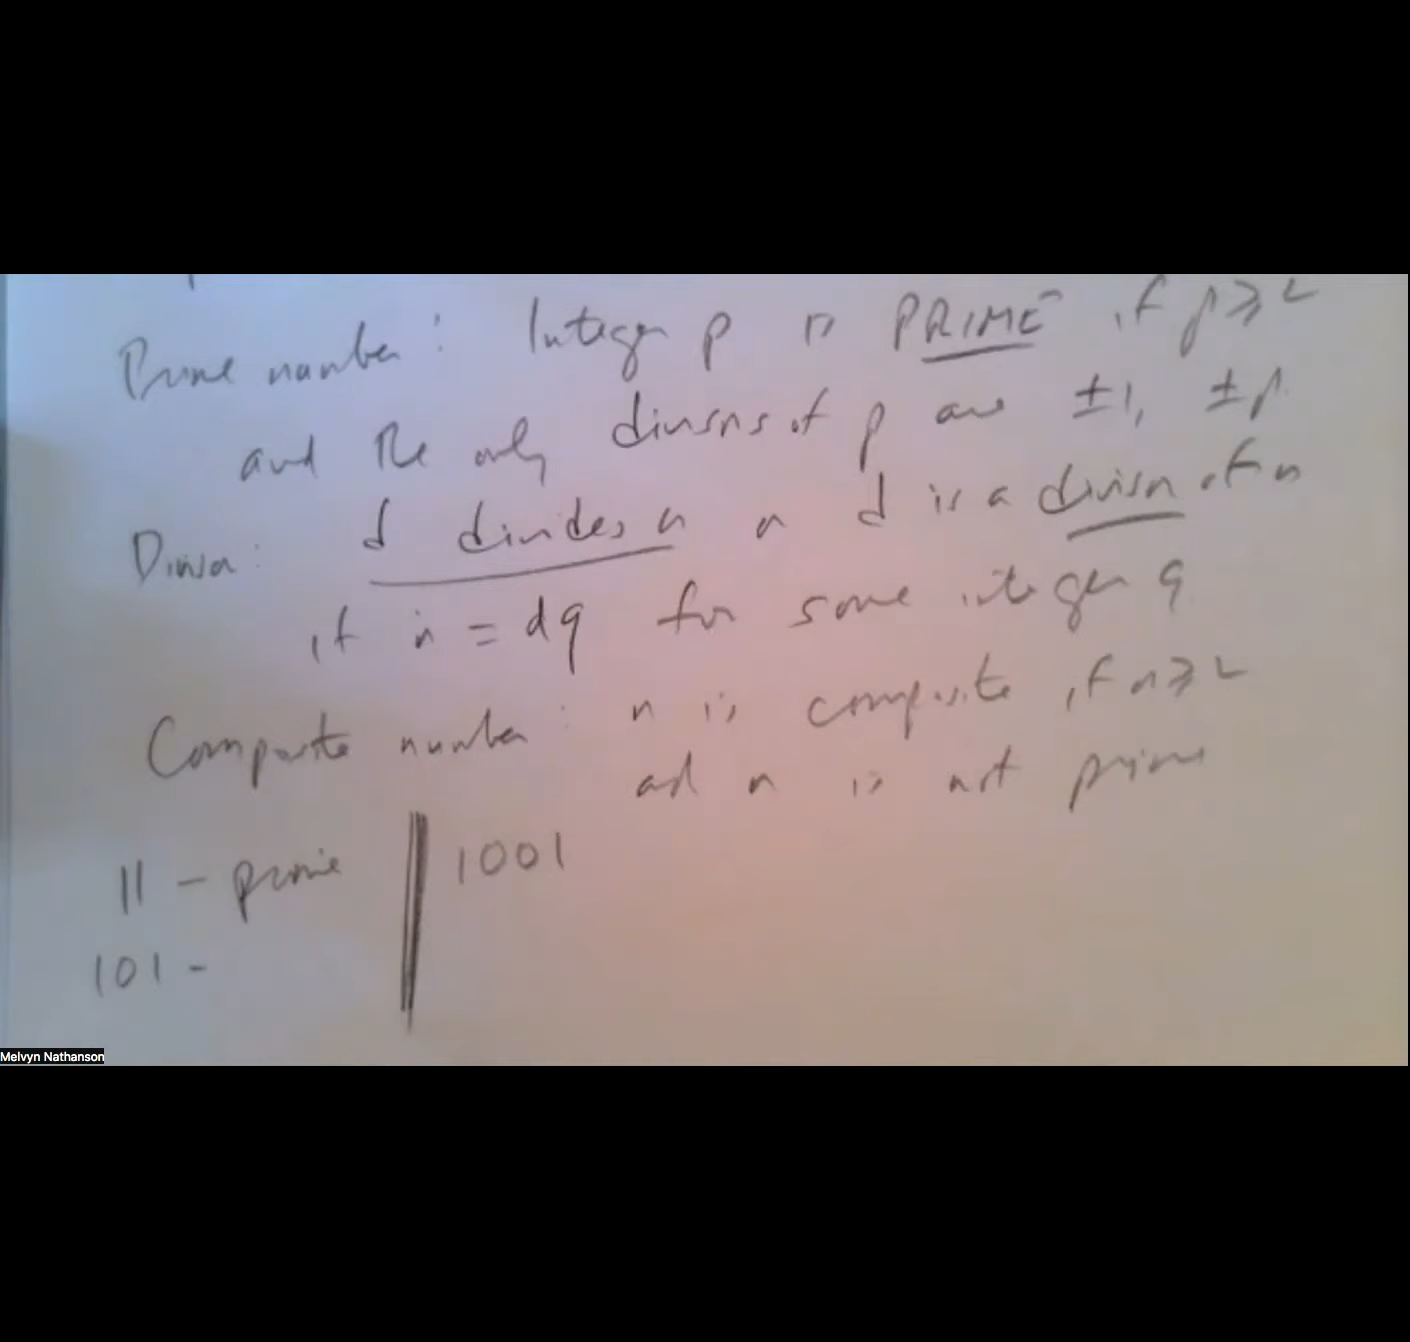 Prime number: Integer p is PRIME if p ≥ 2
and the only divisors of p are ±1, ±p.
Divisor: d divides n or d is a divisor of n
if n = dq for some integer q
Composite number: n is composite if n ≥ 2
and n is not prime
11 - prime 1001
101 -
Melvyn Nathanson